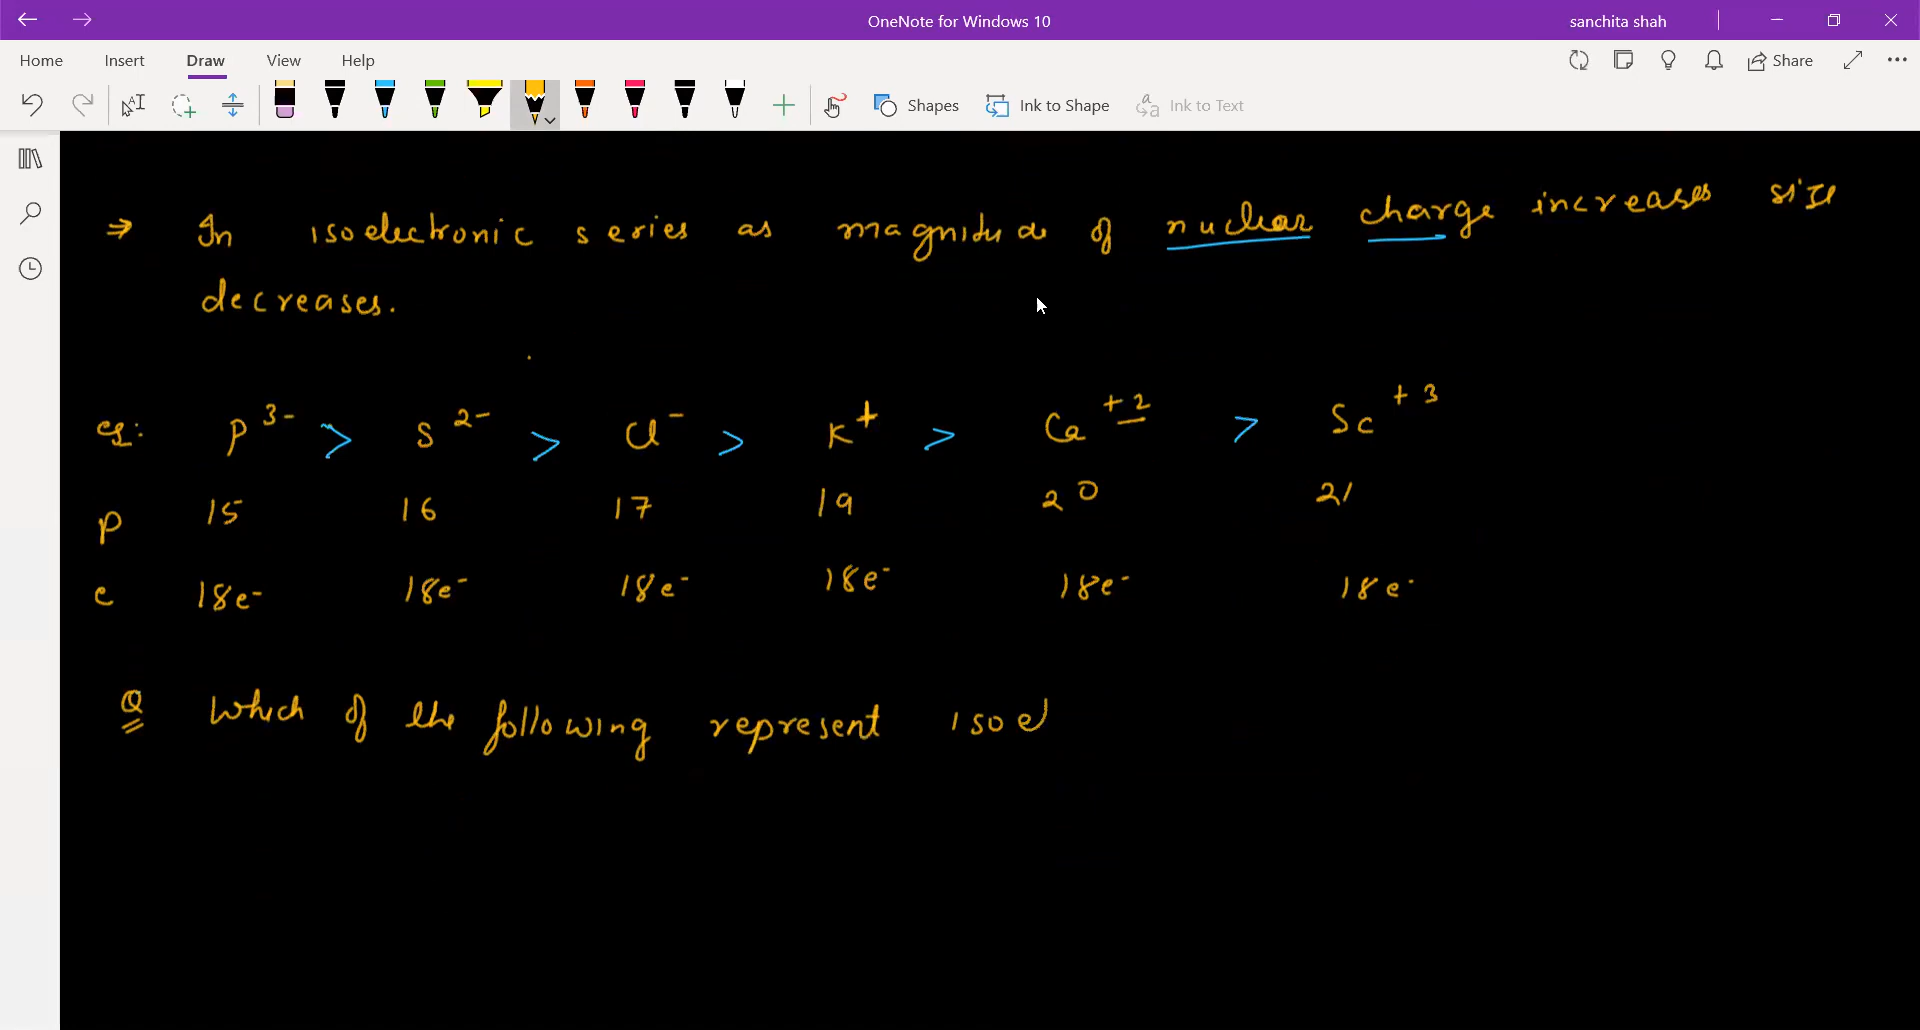 OneNote for Windows 10
sanchita shah
Home Insert Draw View Help
Share
Shapes Ink to Shape Ink to Text
⇒ In isoelectronic series as magnitude of nuclear charge increases size
decreases.
eg: P³⁻ > S²⁻ > Cl⁻ > K⁺ > Ca⁺² > Sc⁺³
p 15 16 17 19 20 21
e 18e⁻ 18e⁻ 18e⁻ 18e⁻ 18e⁻ 18e⁻
Q Which of the following represent isoel